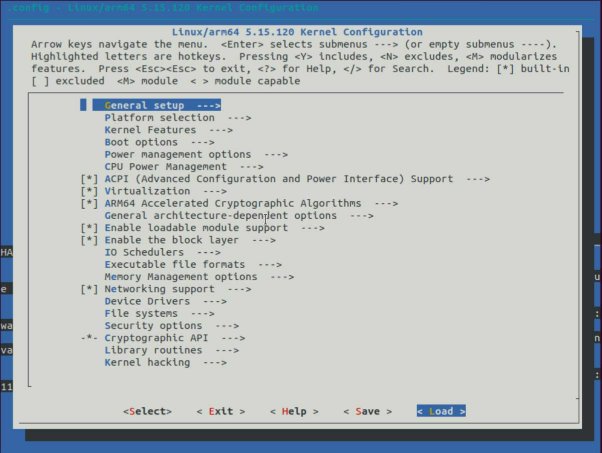 .config - Linux/arm64 5.15.120 Kernel Configuration
Linux/arm64 5.15.120 Kernel Configuration
Arrow keys navigate the menu.  <Enter> selects submenus ---> (or empty submenus ----).
Highlighted letters are hotkeys.  Pressing <Y> includes, <N> excludes, <M> modularizes
features.  Press <Esc><Esc> to exit, <?> for Help, </> for Search.  Legend: [*] built-in
[ ] excluded  <M> module  < > module capable
General setup  --->
Platform selection  --->
Kernel Features  --->
Boot options  --->
Power management options  --->
CPU Power Management  --->
[*] ACPI (Advanced Configuration and Power Interface) Support  --->
[*] Virtualization  --->
[*] ARM64 Accelerated Cryptographic Algorithms  --->
General architecture-dependent options  --->
[*] Enable loadable module support  --->
[*] Enable the block layer  --->
IO Schedulers  --->
Executable file formats  --->
Memory Management options  --->
[*] Networking support  --->
Device Drivers  --->
File systems  --->
Security options  --->
-*- Cryptographic API  --->
Library routines  --->
Kernel hacking  --->
<Select>    < Exit >    < Help >    < Save >    < Load >
HA
e
u
wa
:
va
n
:
11